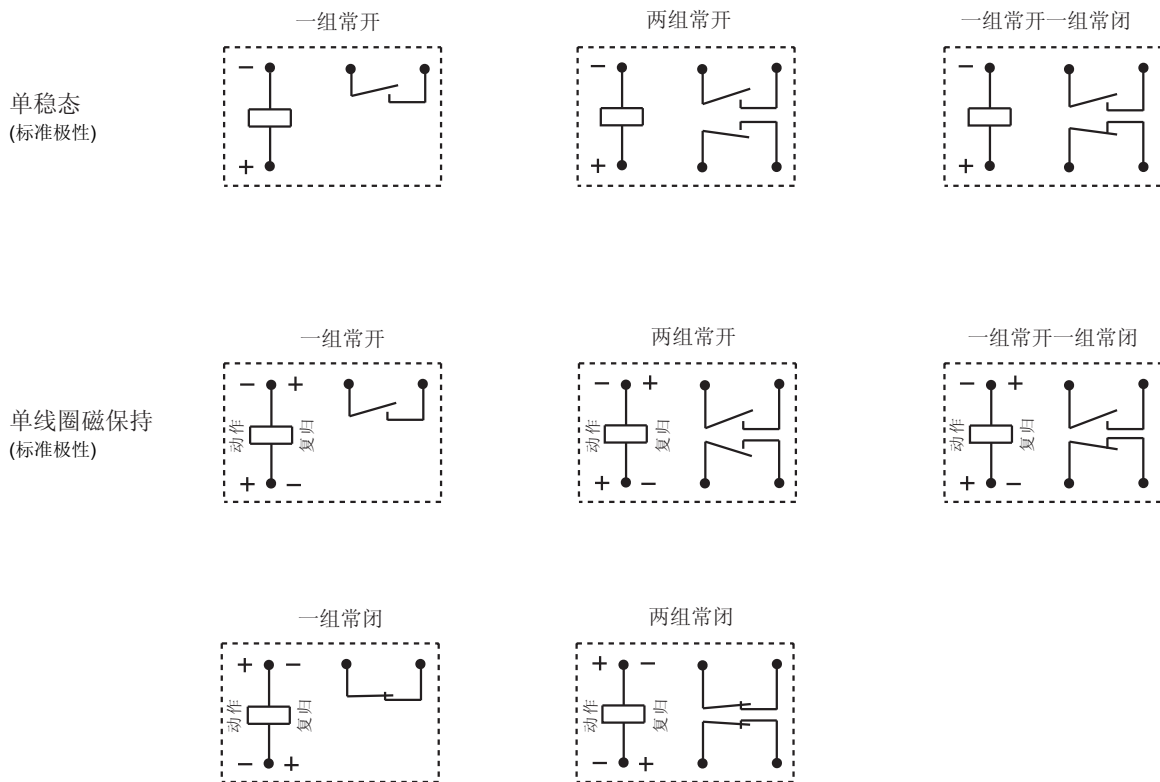 一组常开
两组常开
一组常开一组常闭
单稳态
(标准极性)
− + 
− +
− +
一组常开
两组常开
一组常开一组常闭
单线圈磁保持
(标准极性)
− +
动作 复归
+ −
− +
动作 复归
+ −
− +
动作 复归
+ −
一组常闭
两组常闭
+ −
动作 复归
− +
+ −
动作 复归
− +